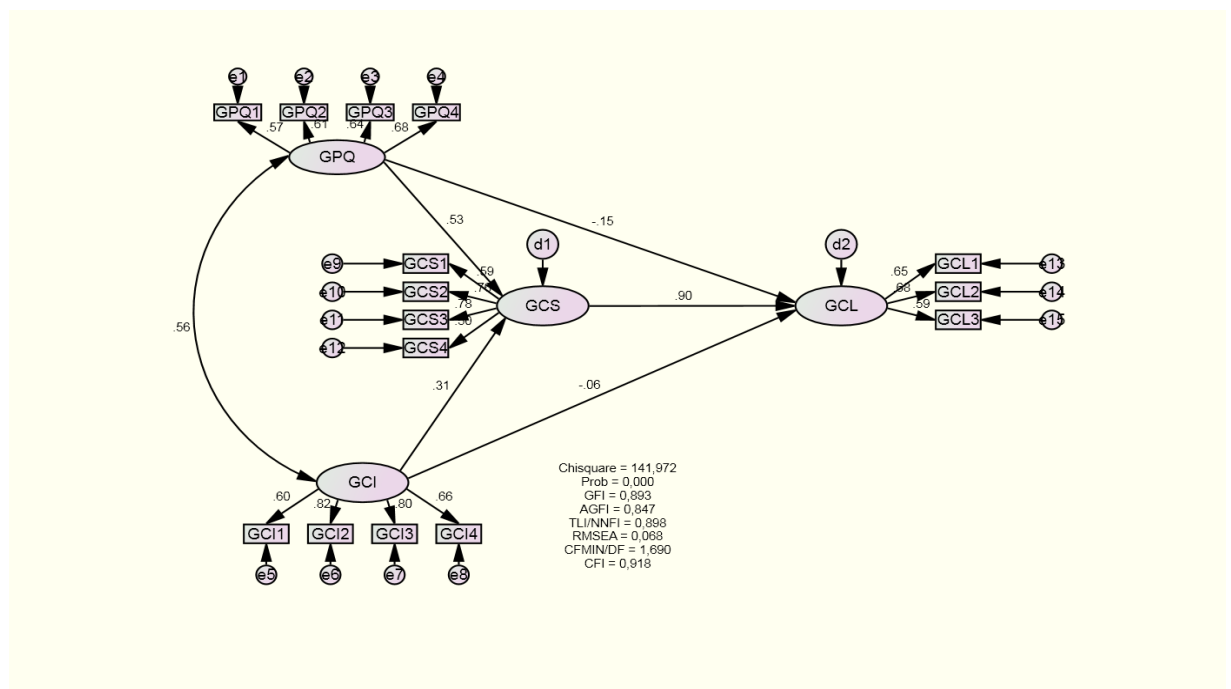 e1 e2 e3 e4
GPQ1 GPQ2 GPQ3 GPQ4
.57 .61 .64 .68
GPQ
-.15
.53
d1 d2
e9 GCS1 .59 GCL1 e13
.65
e10 GCS2 .68 GCL2 e14
.78 GCS .90 GCL .59
e11 GCS3 GCL3 e15
e12 GCS4
.56
.31 -.06
GCI
.60 .82 .80 .66
GCI1 GCI2 GCI3 GCI4
e5 e6 e7 e8
Chisquare = 141,972
Prob = 0,000
GFI = 0,893
AGFI = 0,847
TLI/NNFI = 0,898
RMSEA = 0,068
CFMIN/DF = 1,690
CFI = 0,918